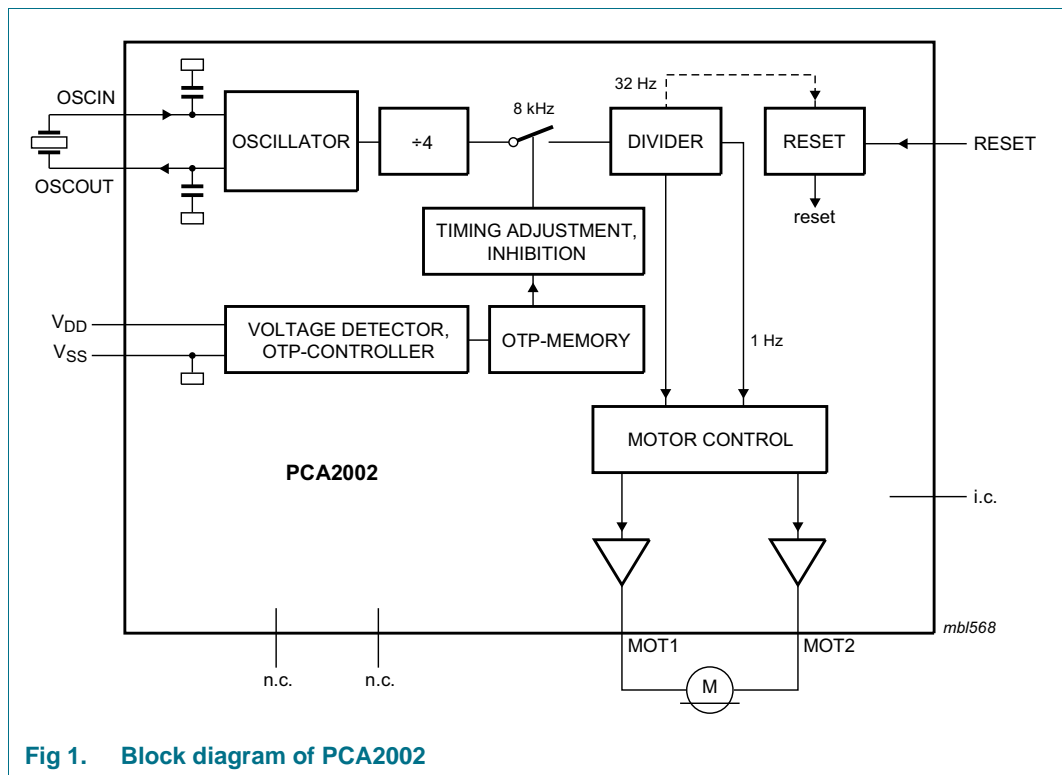 OSCIN
OSCOUT
OSCILLATOR
÷4
8 kHz
DIVIDER
32 Hz
RESET
RESET
reset
TIMING ADJUSTMENT,
INHIBITION
VDD
VSS
VOLTAGE DETECTOR,
OTP-CONTROLLER
OTP-MEMORY
1 Hz
MOTOR CONTROL
PCA2002
i.c.
n.c.
n.c.
MOT1
MOT2
M
mbl568
Fig 1. Block diagram of PCA2002